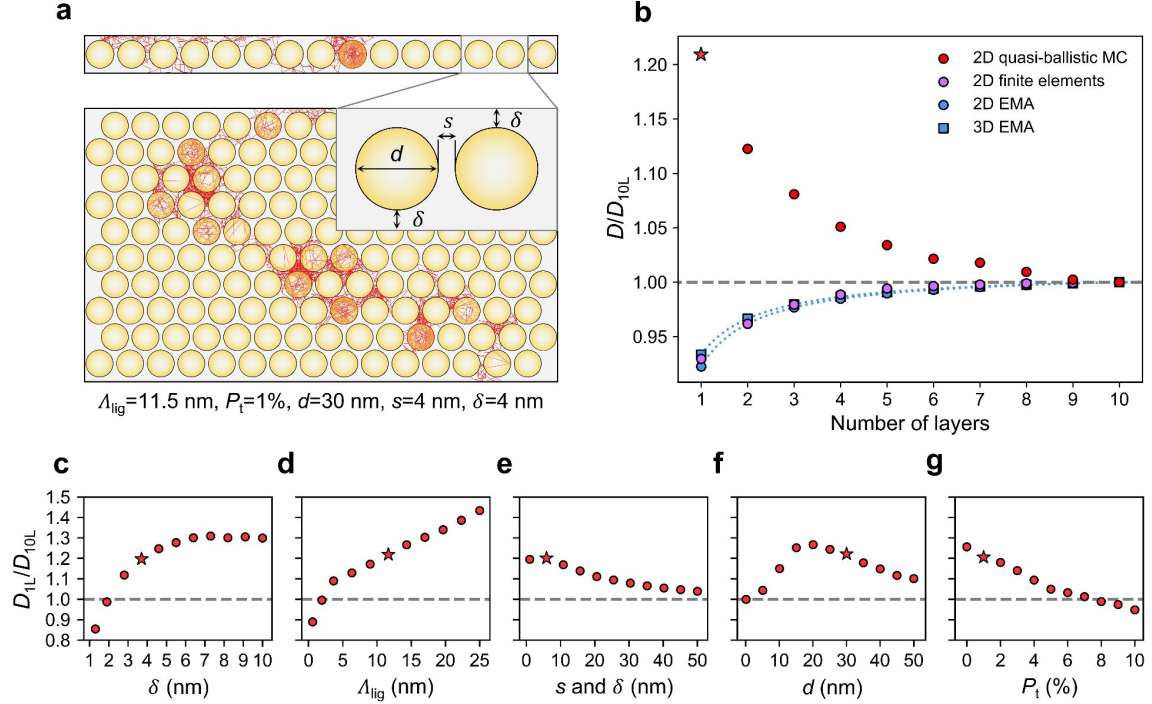 a
s
δ
d
δ
Λlig=11.5 nm, Pt=1%, d=30 nm, s=4 nm, δ=4 nm
b
2D quasi-ballistic MC
2D finite elements
2D EMA
3D EMA
D/D10L
1.20
1.15
1.10
1.05
1.00
0.95
1 2 3 4 5 6 7 8 9 10
Number of layers
c
D1L/D10L
1.5
1.4
1.3
1.2
1.1
1.0
0.9
0.8
1 2 3 4 5 6 7 8 9 10
δ (nm)
d
0 5 10 15 20 25
Λlig (nm)
e
0 10 20 30 40 50
s and δ (nm)
f
0 10 20 30 40 50
d (nm)
g
0 2 4 6 8 10
Pt (%)